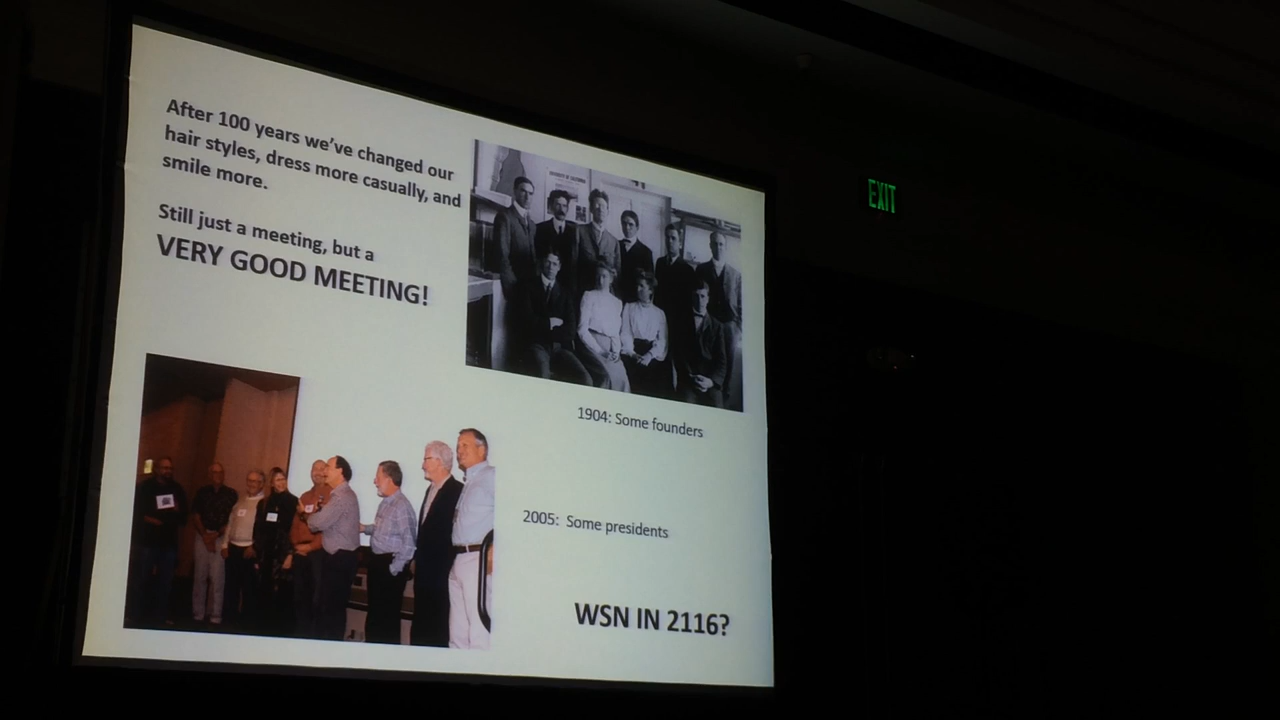 After 100 years we've changed our
hair styles, dress more casually, and
smile more.
Still just a meeting, but a
VERY GOOD MEETING!
1904: Some founders
2005: Some presidents
WSN IN 2116?
EXIT